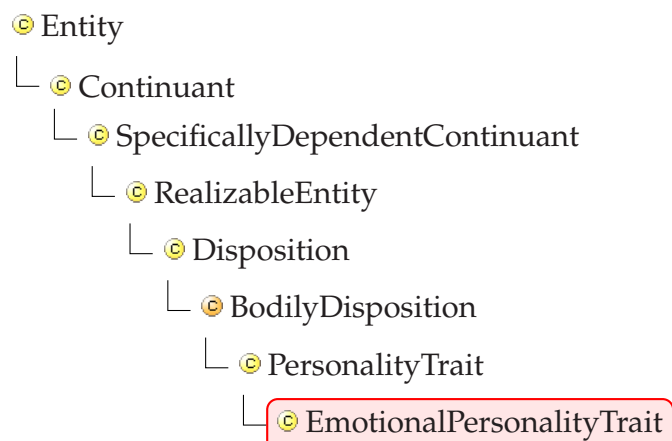 Entity
Continuant
SpecificallyDependentContinuant
RealizableEntity
Disposition
BodilyDisposition
PersonalityTrait
EmotionalPersonalityTrait